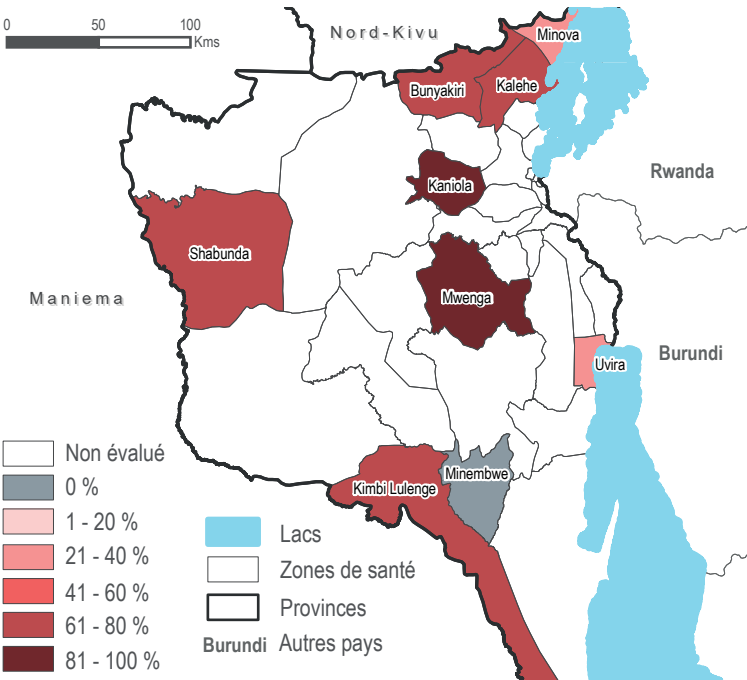 0 50 100
Kms
Nord-Kivu
Minova
Bunyakiri
Kalehe
Kaniola
Rwanda
Shabunda
Maniema
Mwenga
Burundi
Uvira
Minembwe
Kimbi Lulenge
Non évalué
0 %
1 - 20 %
21 - 40 %
41 - 60 %
61 - 80 %
81 - 100 %
Lacs
Zones de santé
Provinces
Burundi Autres pays